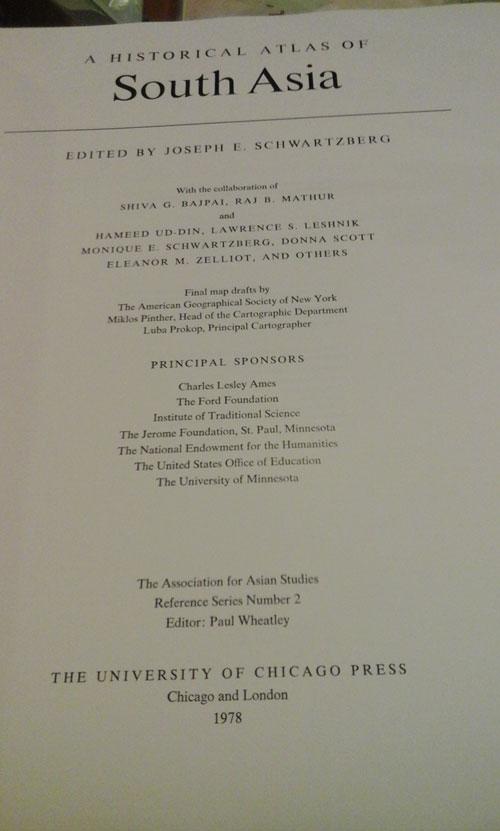 A HISTORICAL ATLAS OF
South Asia
EDITED BY JOSEPH E. SCHWARTZBERG
With the collaboration of
SHIVA G. BAJPAI, RAJ B. MATHUR
and
HAMEED UD-DIN, LAWRENCE S. LESHNIK
MONIQUE E. SCHWARTZBERG, DONNA SCOTT
ELEANOR M. ZELLIOT, AND OTHERS
Final map drafts by
The American Geographical Society of New York
Miklos Pinther, Head of the Cartographic Department
Luba Prokop, Principal Cartographer
PRINCIPAL SPONSORS
Charles Lesley Ames
The Ford Foundation
Institute of Traditional Science
The Jerome Foundation, St. Paul, Minnesota
The National Endowment for the Humanities
The United States Office of Education
The University of Minnesota
The Association for Asian Studies
Reference Series Number 2
Editor: Paul Wheatley
THE UNIVERSITY OF CHICAGO PRESS
Chicago and London
1978